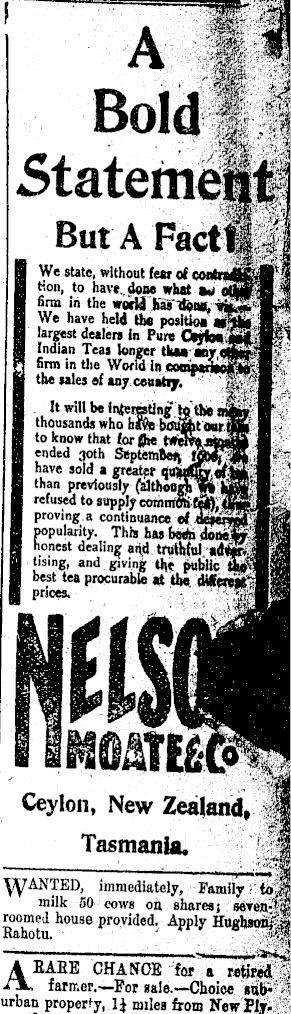 A
Bold
Statement
But A Fact!
We state, without fear of
tion, to have done what no other
firm in the world has done,
We have held the position as the
largest dealers in Pure Ceylon and
Indian Teas longer than any other
firm in the World in comparison to
the sales of any country.
It will be interesting to the many
thousands who have bought our
to know that for the twelve months
ended 30th September,
have sold a greater quantity of tea
than previously (although we have
refused to supply common tea),
proving a continuance of deserved
popularity. This has been done by
honest dealing and truthful adver-
tising, and giving the public the
best tea procurable at the different
prices.
NELSO
MOATE & Co
Ceylon, New Zealand,
Tasmania.
WANTED, immediately, Family to
milk 50 cows on shares; seven-
roomed house provided. Apply Hughson,
Rahotu.
A RARE CHANCE for a retired
farmer.—For sale.—Choice sub-
urban property, 1¼ miles from New Ply-